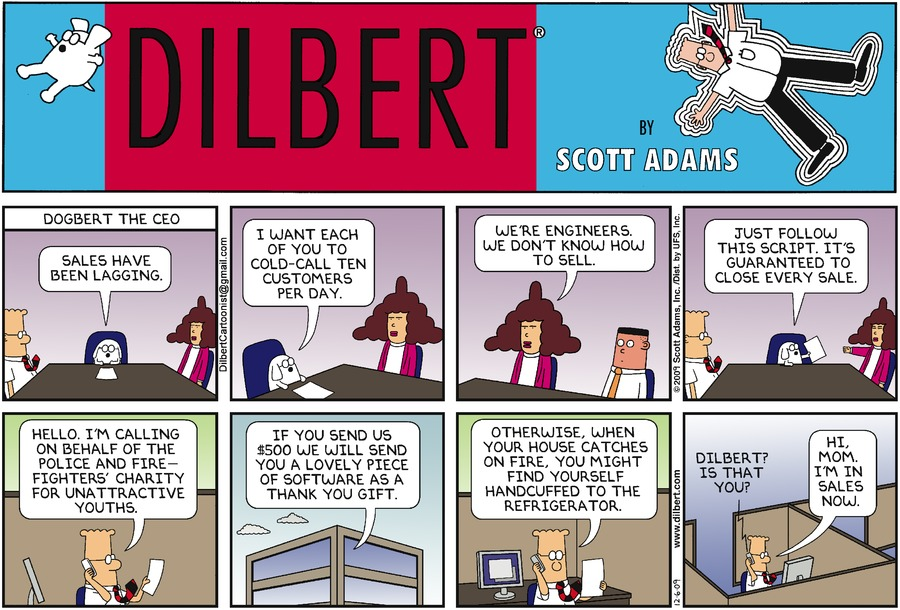 DILBERT®
BY
SCOTT ADAMS
DOGBERT THE CEO
SALES HAVE
BEEN LAGGING.
DilbertCartoonist@gmail.com
I WANT EACH
OF YOU TO
COLD-CALL TEN
CUSTOMERS
PER DAY.
WE'RE ENGINEERS.
WE DON'T KNOW HOW
TO SELL.
©2009 Scott Adams, Inc./Dist. by UFS, Inc.
JUST FOLLOW
THIS SCRIPT. IT'S
GUARANTEED TO
CLOSE EVERY SALE.
HELLO. I'M CALLING
ON BEHALF OF THE
POLICE AND FIRE-
FIGHTERS' CHARITY
FOR UNATTRACTIVE
YOUTHS.
IF YOU SEND US
$500 WE WILL SEND
YOU A LOVELY PIECE
OF SOFTWARE AS A
THANK YOU GIFT.
OTHERWISE, WHEN
YOUR HOUSE CATCHES
ON FIRE, YOU MIGHT
FIND YOURSELF
HANDCUFFED TO THE
REFRIGERATOR.
12-6-09
www.dilbert.com
DILBERT?
IS THAT
YOU?
HI,
MOM.
I'M IN
SALES
NOW.